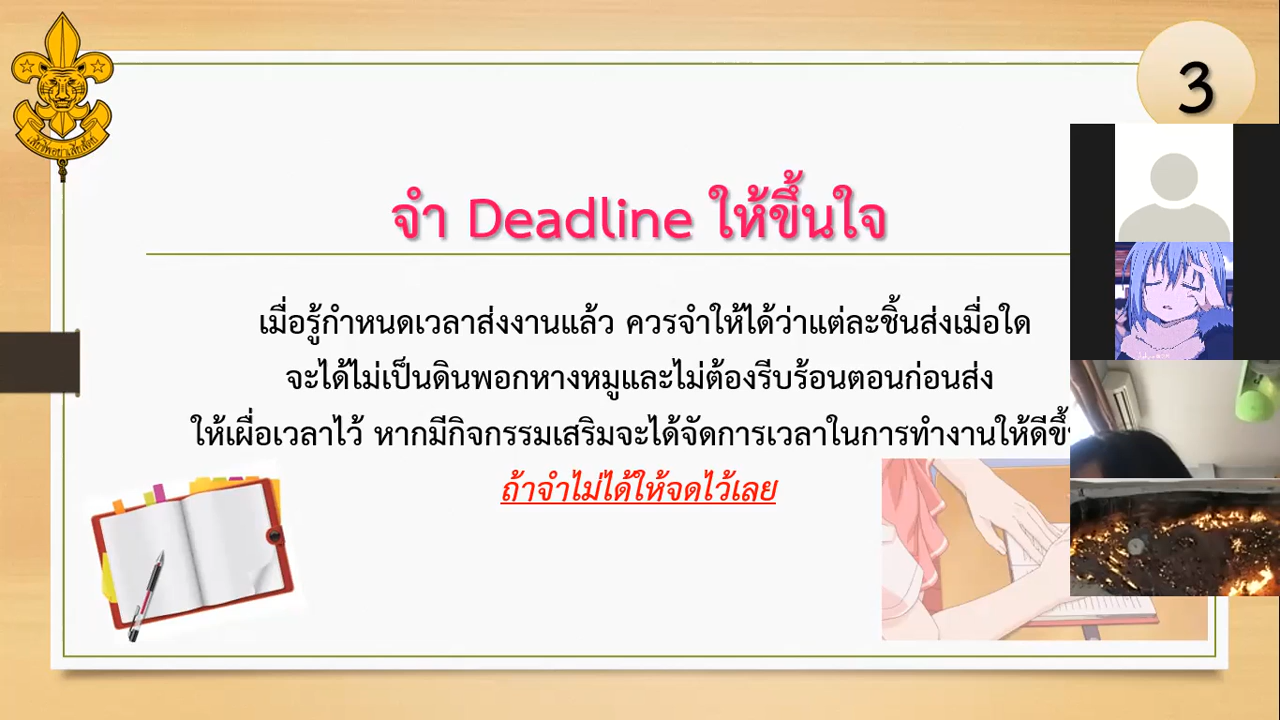 3
จำ Deadline ให้ขึ้นใจ
เมื่อรู้กำหนดเวลาส่งงานแล้ว ควรจำให้ได้ว่าแต่ละชิ้นส่งเมื่อใด
จะได้ไม่เป็นดินพอกหางหมูและไม่ต้องรีบร้อนตอนก่อนส่ง
ให้เผื่อเวลาไว้ หากมีกิจกรรมเสริมจะได้จัดการเวลาในการทำงานให้ดีขึ้
ถ้าจำไม่ได้ให้จดไว้เลย